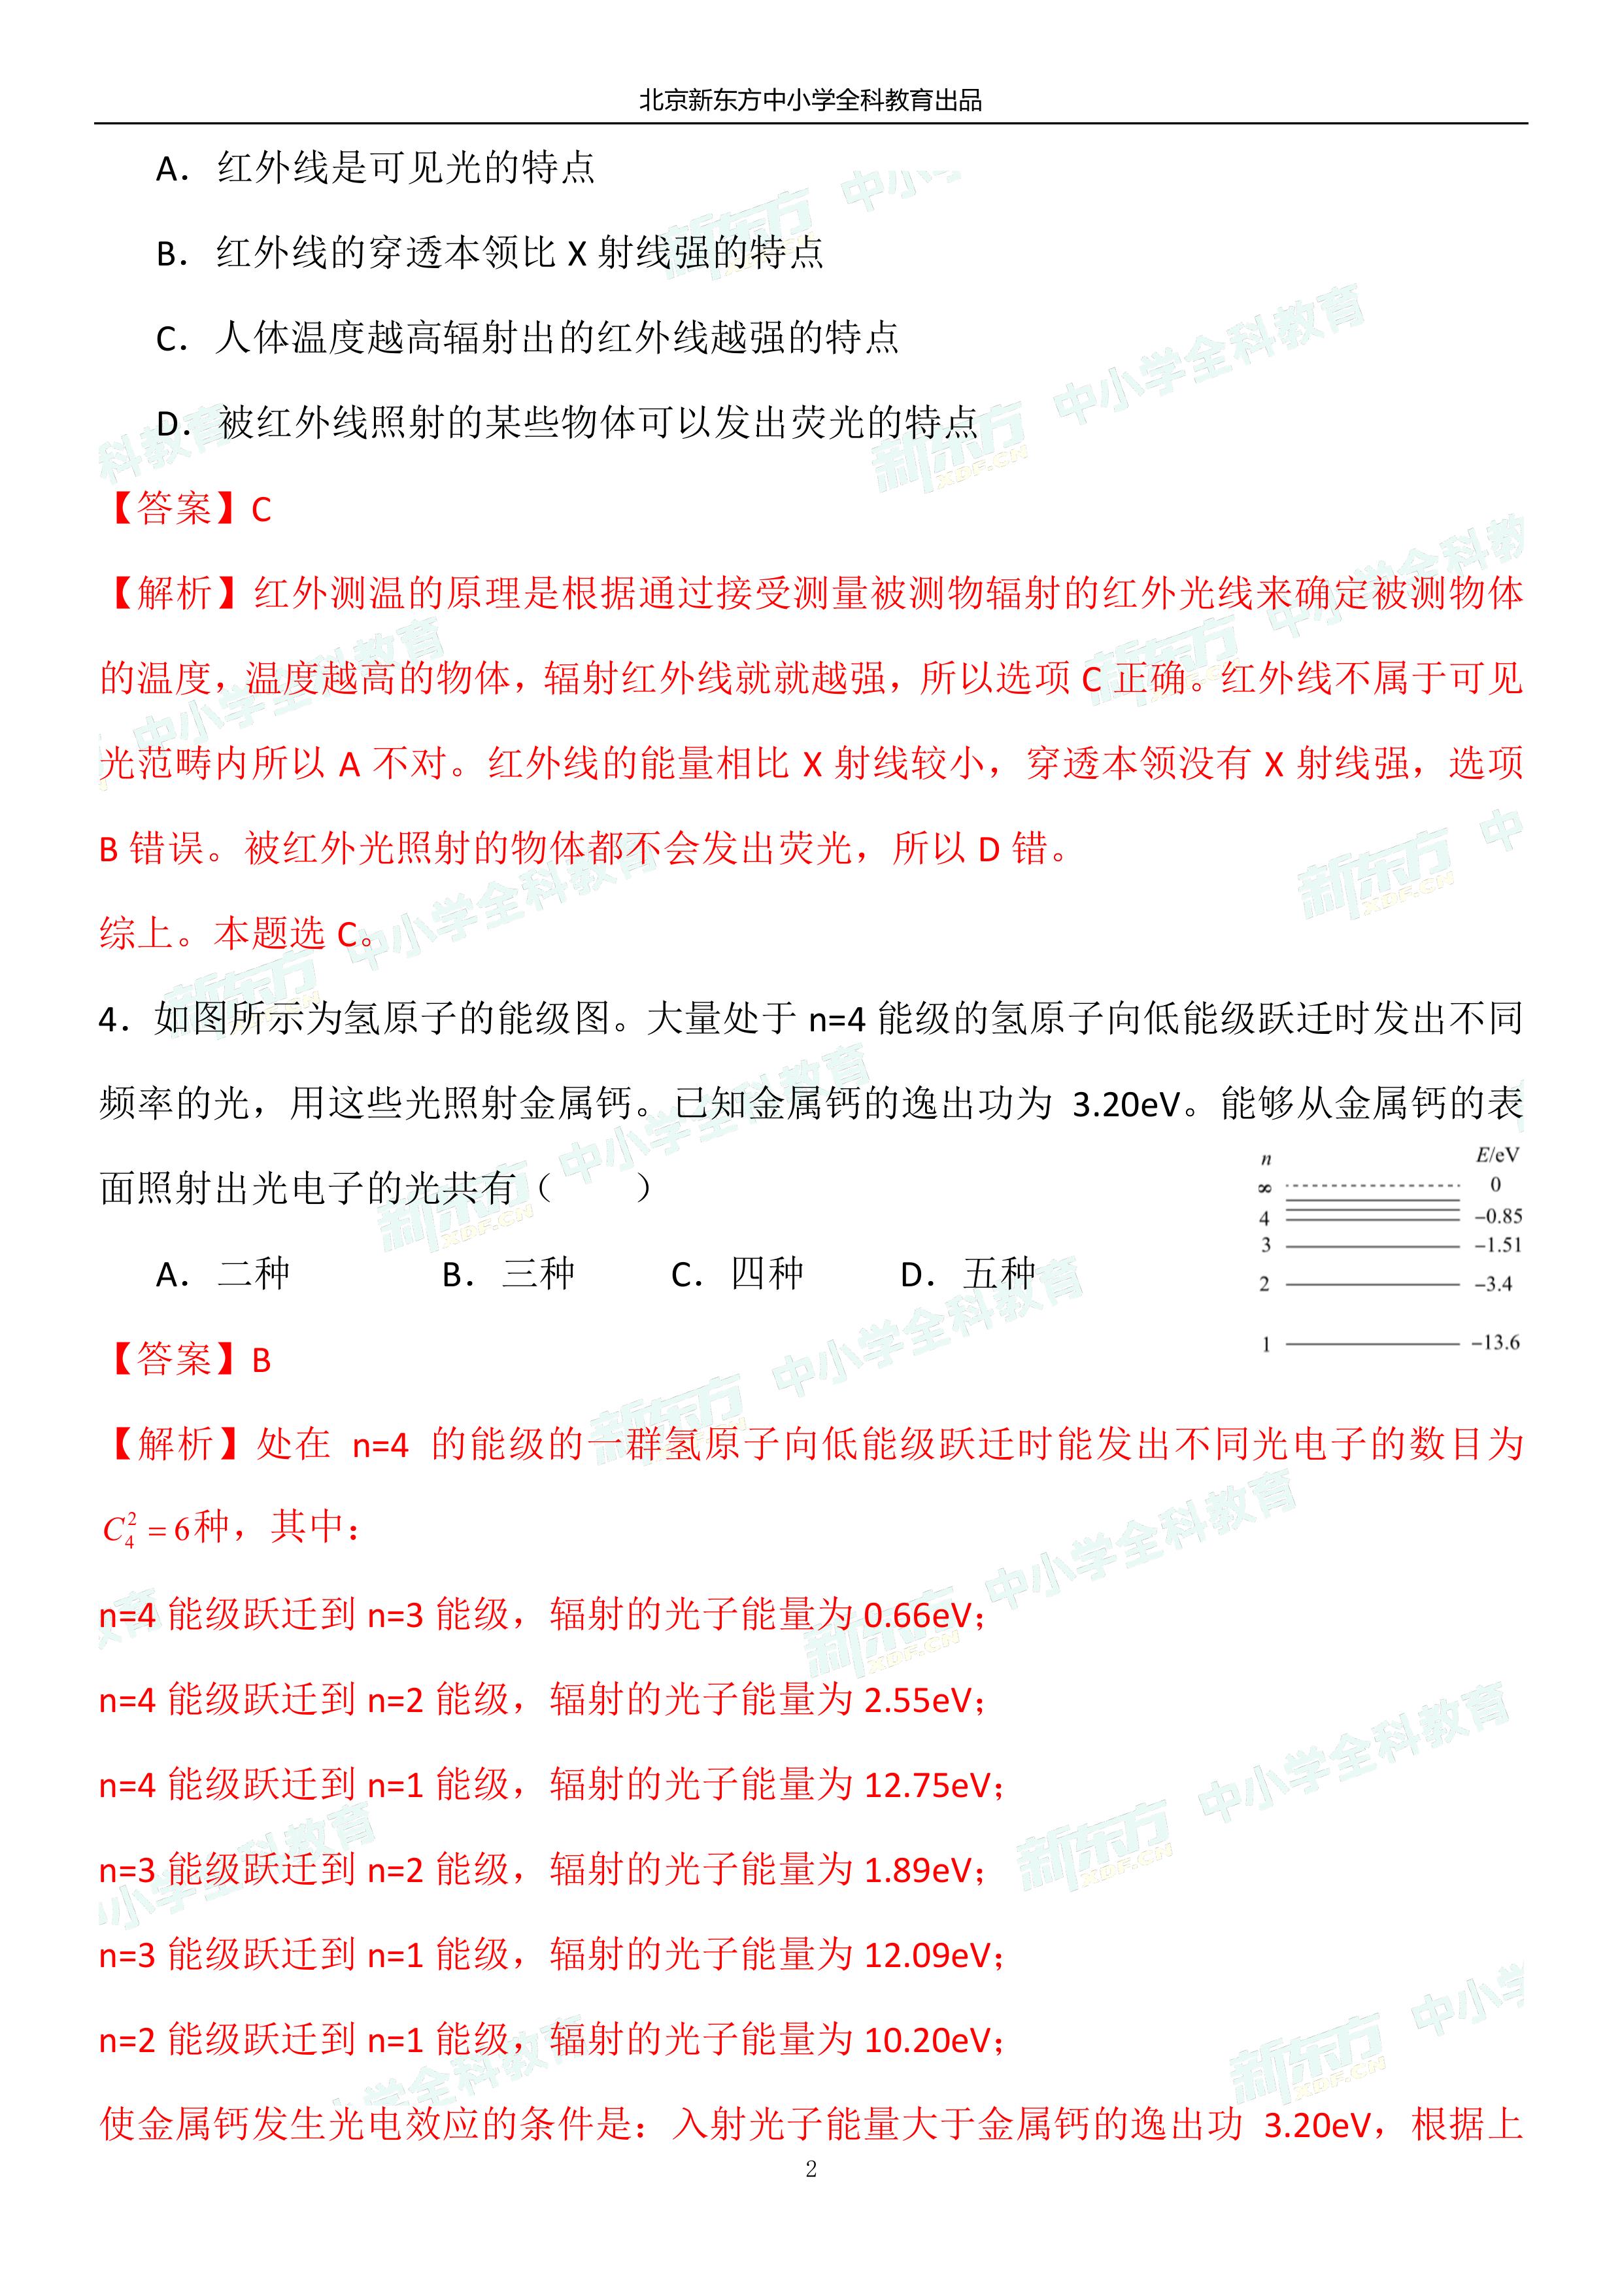 北京新东方中小学全科教育出品
A．红外线是可见光的特点
B．红外线的穿透本领比 X 射线强的特点
C．人体温度越高辐射出的红外线越强的特点
D．被红外线照射的某些物体可以发出荧光的特点
【答案】C
【解析】红外测温的原理是根据通过接受测量被测物辐射的红外光线来确定被测物体
的温度，温度越高的物体，辐射红外线就就越强，所以选项 C 正确。红外线不属于可见
光范畴内所以 A 不对。红外线的能量相比 X 射线较小，穿透本领没有 X 射线强，选项
B 错误。被红外光照射的物体都不会发出荧光，所以 D 错。
综上。本题选 C。
4．如图所示为氢原子的能级图。大量处于 n=4 能级的氢原子向低能级跃迁时发出不同
频率的光，用这些光照射金属钙。已知金属钙的逸出功为 3.20eV。能够从金属钙的表
面照射出光电子的光共有（　　）
n E/eV
∞ 0
4 –0.85
3 –1.51
2 –3.4
1 –13.6
A．二种 B．三种 C．四种 D．五种
【答案】B
【解析】处在 n=4 的能级的一群氢原子向低能级跃迁时能发出不同光电子的数目为
$C_4^2=6$种，其中：
n=4 能级跃迁到 n=3 能级，辐射的光子能量为 0.66eV；
n=4 能级跃迁到 n=2 能级，辐射的光子能量为 2.55eV；
n=4 能级跃迁到 n=1 能级，辐射的光子能量为 12.75eV；
n=3 能级跃迁到 n=2 能级，辐射的光子能量为 1.89eV；
n=3 能级跃迁到 n=1 能级，辐射的光子能量为 12.09eV；
n=2 能级跃迁到 n=1 能级，辐射的光子能量为 10.20eV；
使金属钙发生光电效应的条件是：入射光子能量大于金属钙的逸出功 3.20eV，根据上
2
新东方 XDF.CN 中小学全科教育